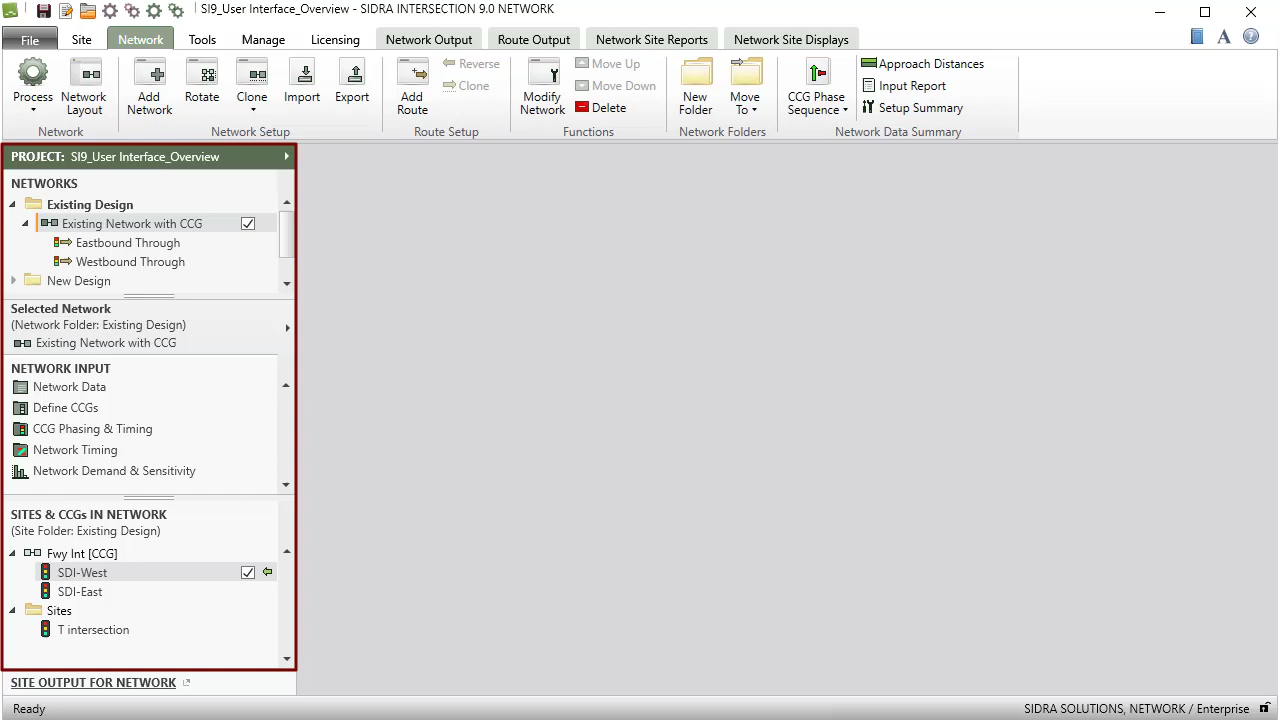 SI9_User Interface_Overview - SIDRA INTERSECTION 9.0 NETWORK
File Site Network Tools Manage Licensing Network Output Route Output Network Site Reports Network Site Displays
Process
Network Layout
Network
Add Network
Rotate
Clone
Import
Export
Network Setup
Add Route
Reverse
Clone
Route Setup
Modify Network
Move Up
Move Down
Delete
Functions
New Folder
Move To
Network Folders
CCG Phase Sequence
Approach Distances
Input Report
Setup Summary
Network Data Summary
PROJECT: SI9_User Interface_Overview
NETWORKS
Existing Design
Existing Network with CCG
Eastbound Through
Westbound Through
New Design
Selected Network
(Network Folder: Existing Design)
Existing Network with CCG
NETWORK INPUT
Network Data
Define CCGs
CCG Phasing & Timing
Network Timing
Network Demand & Sensitivity
SITES & CCGs IN NETWORK
(Site Folder: Existing Design)
Fwy Int [CCG]
SDI-West
SDI-East
Sites
T intersection
SITE OUTPUT FOR NETWORK
Ready
SIDRA SOLUTIONS, NETWORK / Enterprise